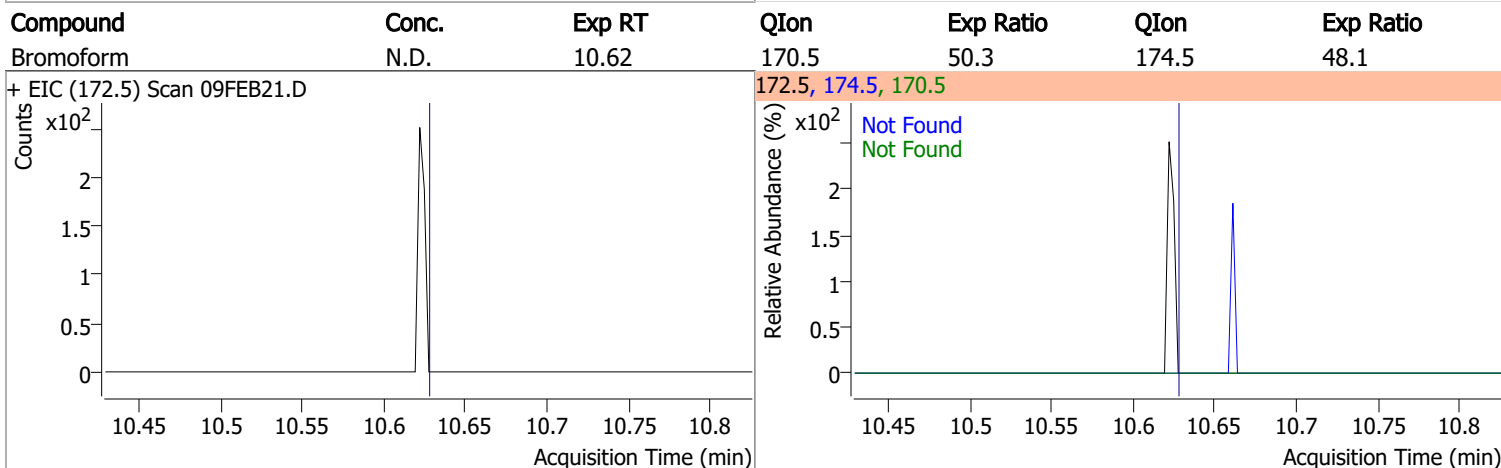 Compound Conc. Exp RT QIon Exp Ratio QIon Exp Ratio
Bromoform N.D. 10.62 170.5 50.3 174.5 48.1
+ EIC (172.5) Scan 09FEB21.D
Counts
x10²
2
1.5
1
0.5
0
10.45 10.5 10.55 10.6 10.65 10.7 10.75 10.8
Acquisition Time (min)
172.5, 174.5, 170.5
Relative Abundance (%)
x10²
Not Found
Not Found
2
1.5
1
0.5
0
10.45 10.5 10.55 10.6 10.65 10.7 10.75 10.8
Acquisition Time (min)